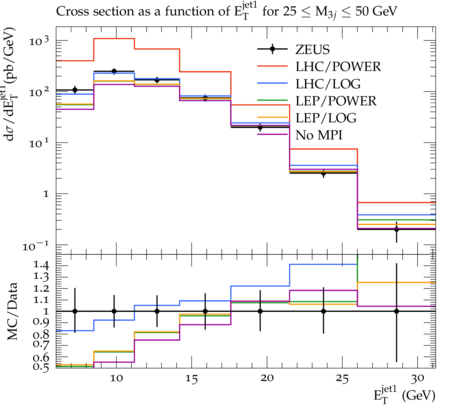 Cross section as a function of E_T^jet1 for 25 ≤ M_3j ≤ 50 GeV
dσ/dE_T^jet1 (pb/GeV)
10^3
10^2
10^1
1
10^−1
ZEUS
LHC/POWER
LHC/LOG
LEP/POWER
LEP/LOG
No MPI
MC/Data
1.4
1.3
1.2
1.1
1
0.9
0.8
0.7
0.6
0.5
10 15 20 25 30
E_T^jet1 (GeV)